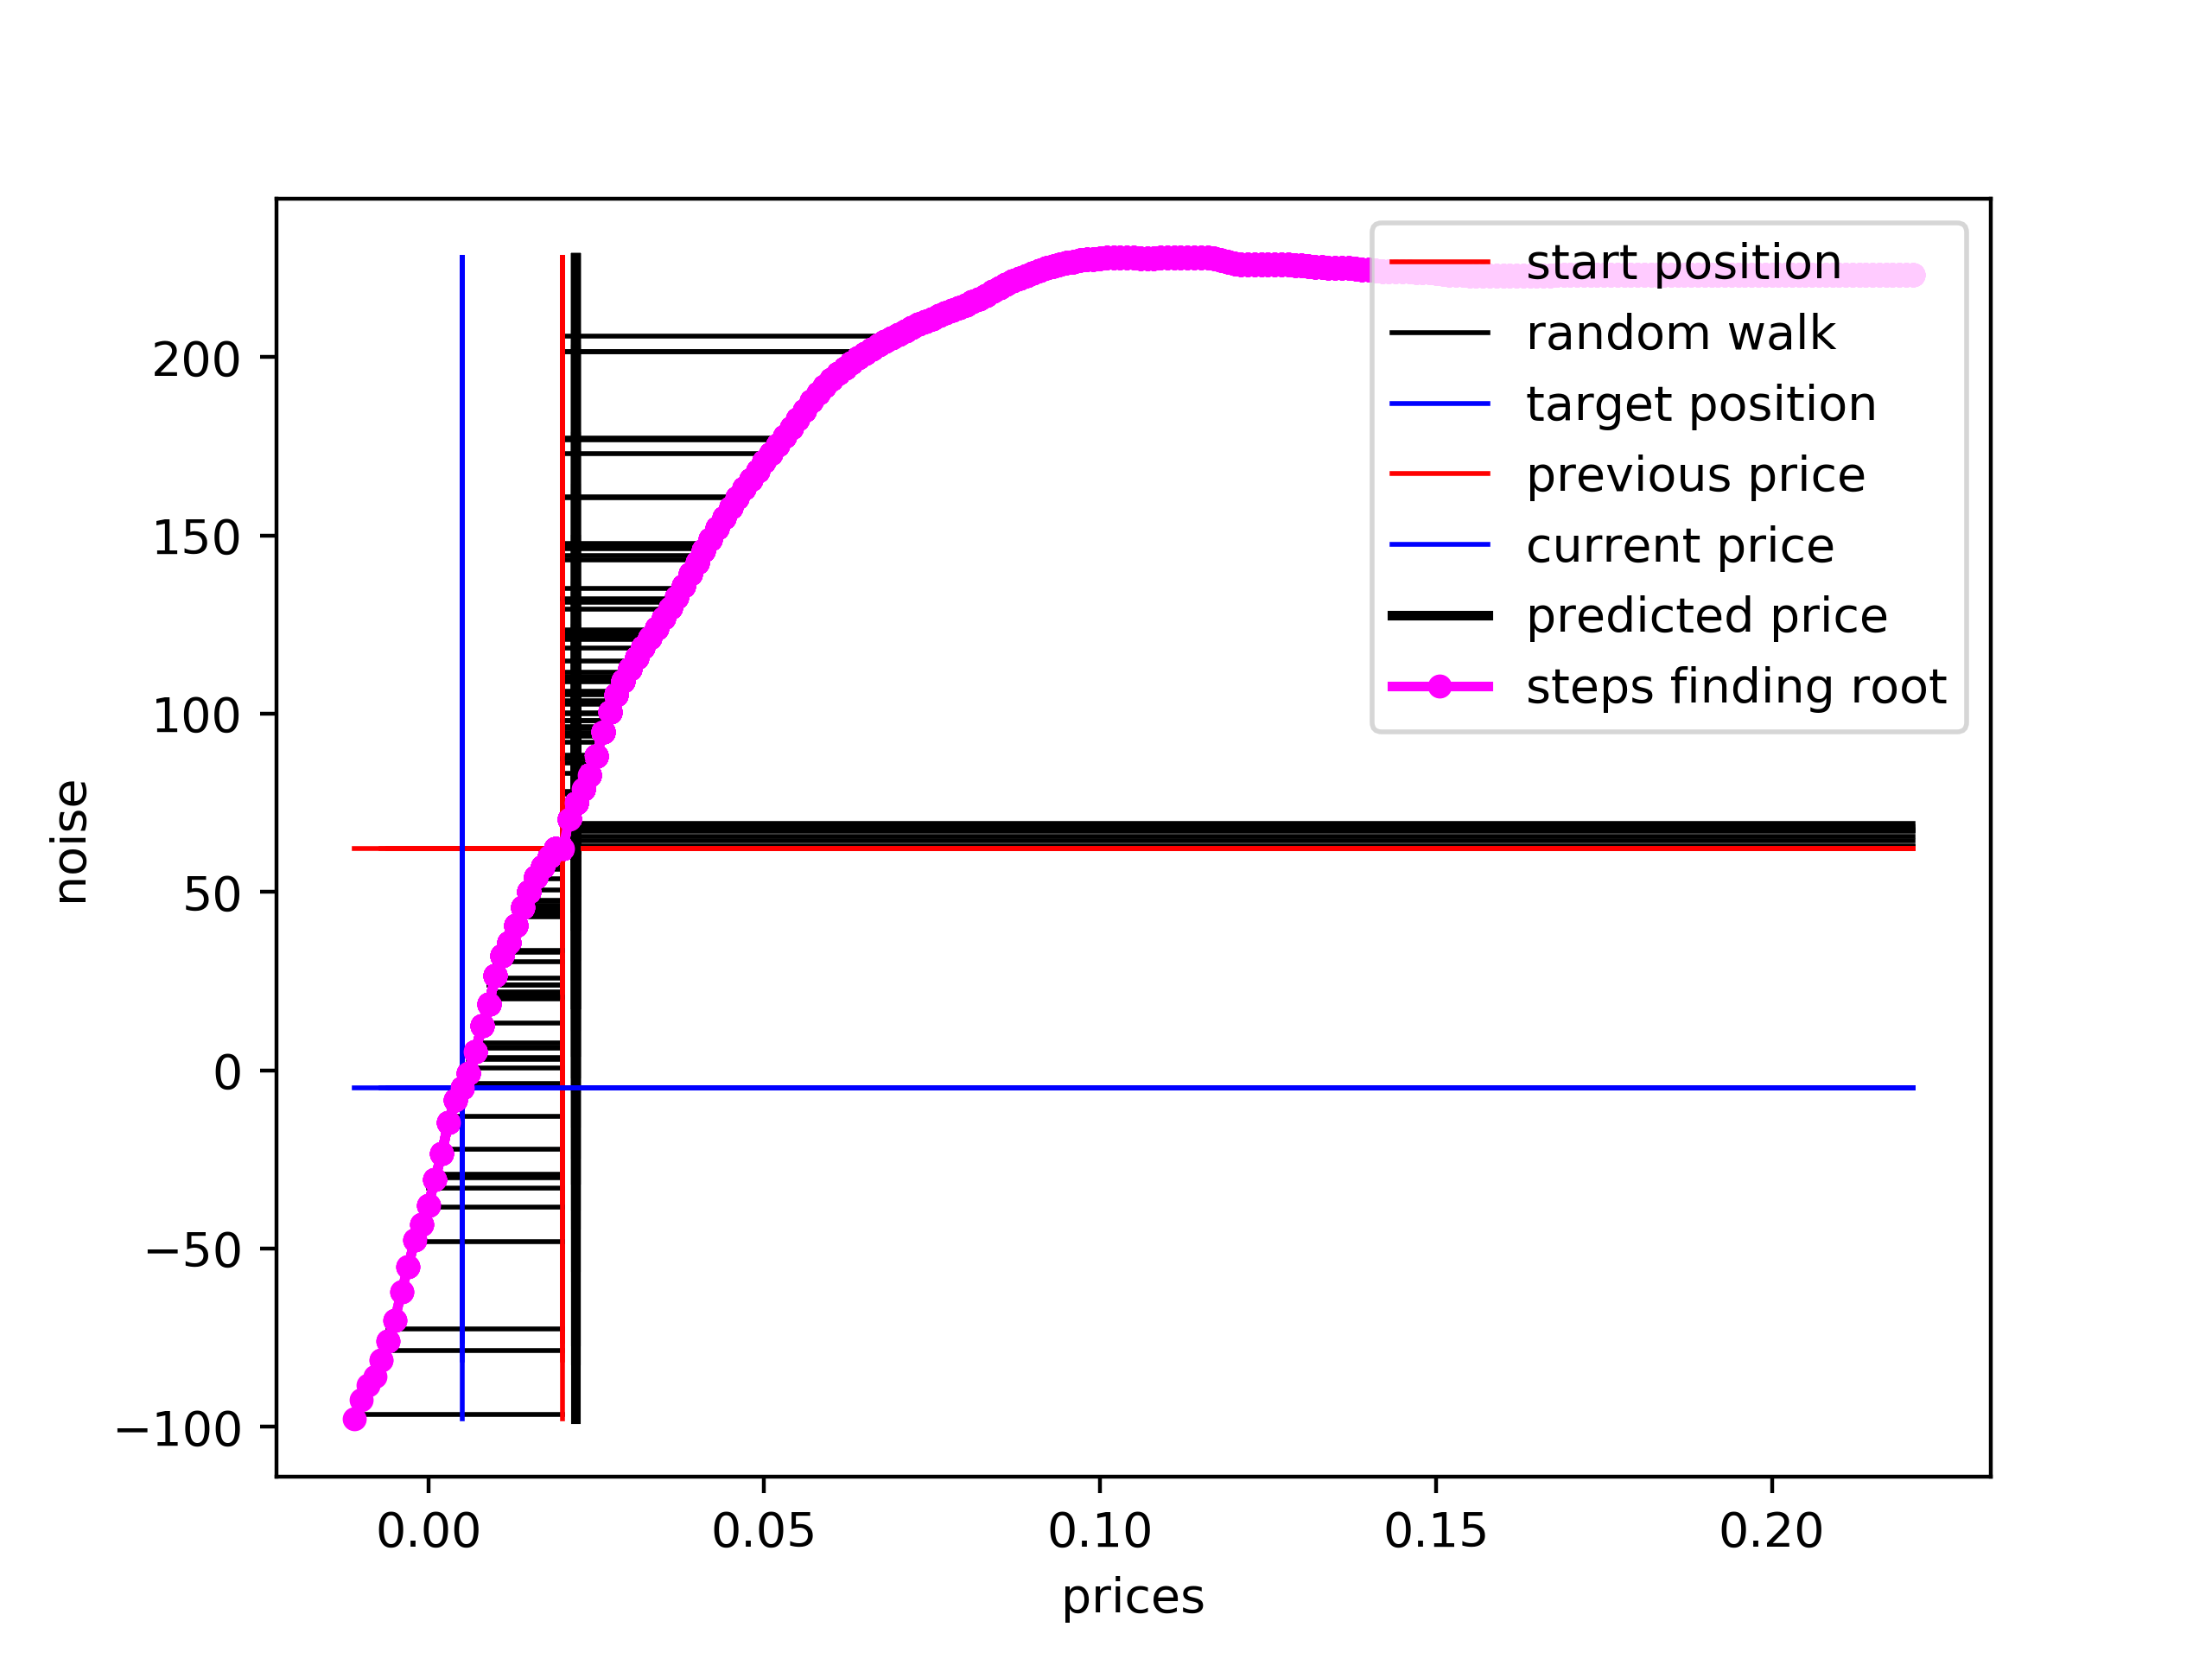 start position
random walk
target position
previous price
current price
predicted price
steps finding root
200
150
100
50
0
−50
−100
noise
0.00 0.05 0.10 0.15 0.20
prices